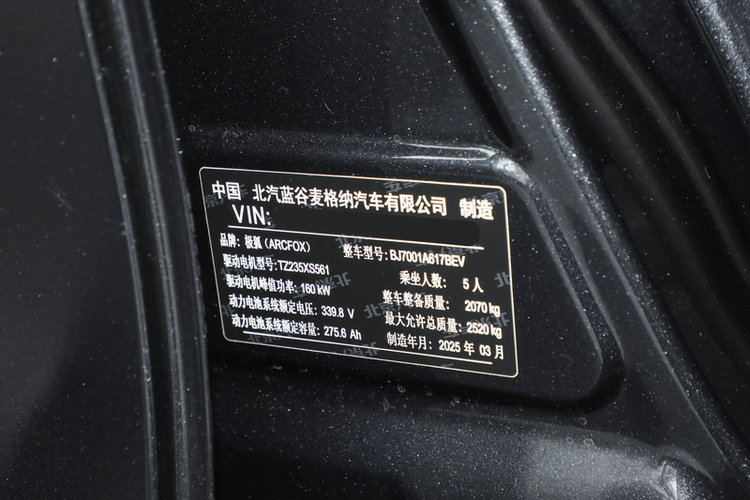 中国 北汽蓝谷麦格纳汽车有限公司 制造
VIN:
品牌: 极狐 (ARCFOX) 整车型号: BJ7001A617BEV
驱动电机型号: TZ235XS561 乘坐人数: 5 人
驱动电机峰值功率: 160 kW 整车整备质量: 2070 kg
动力电池系统额定电压: 339.8 V 最大允许总质量: 2520 kg
动力电池系统额定容量: 275.6 Ah 制造年月: 2025 年 03 月